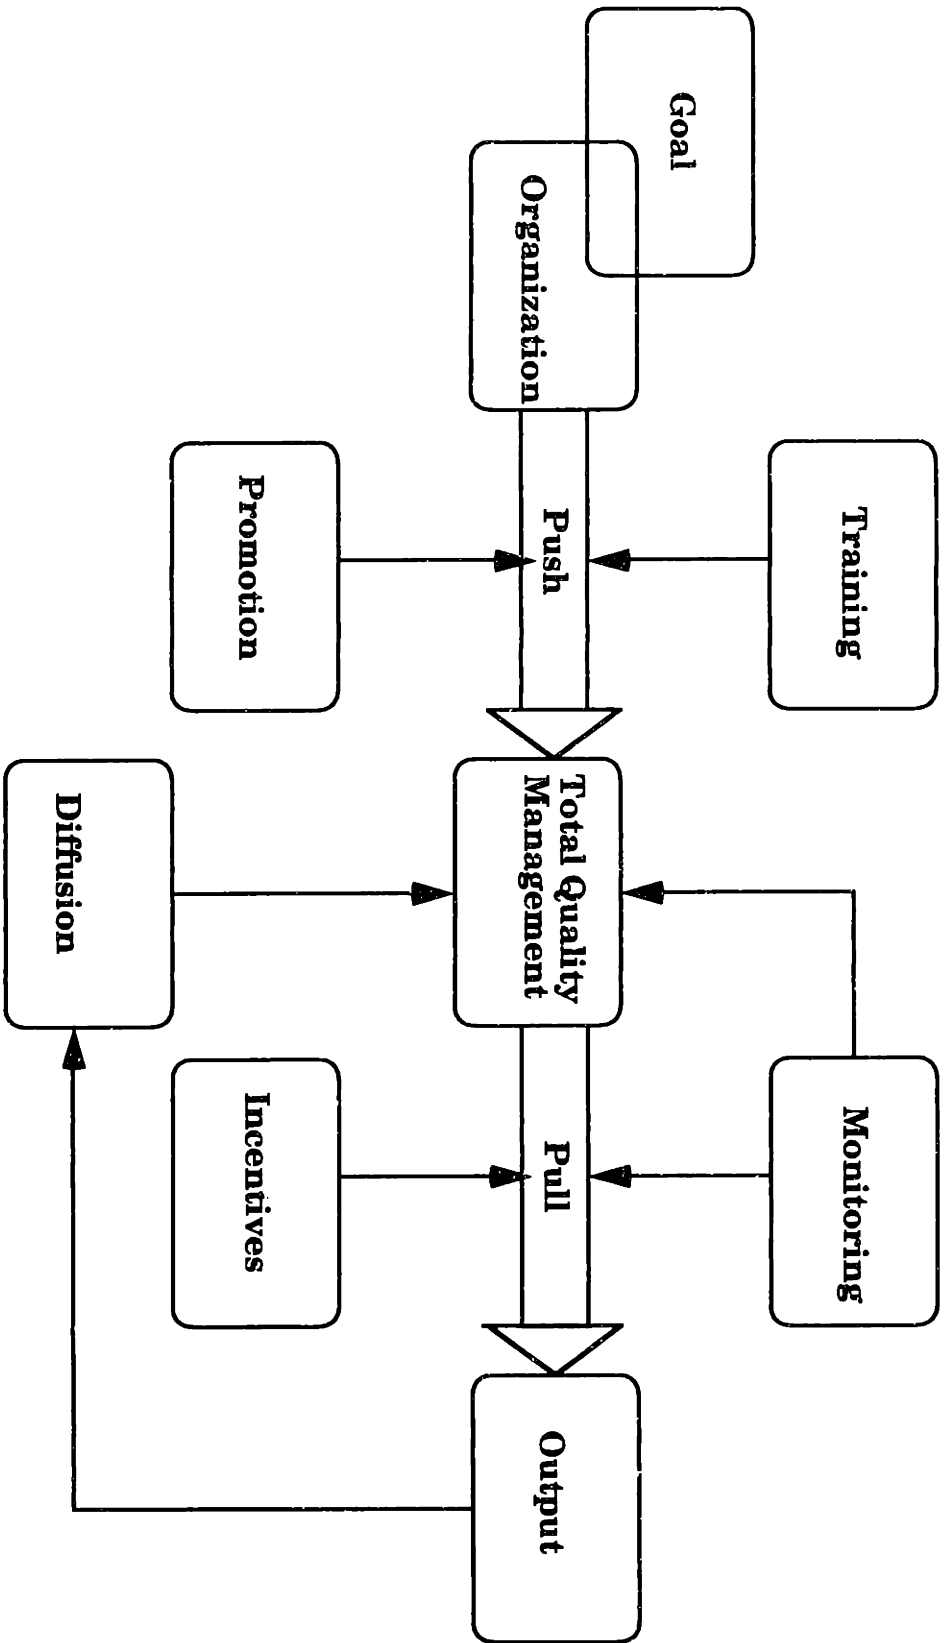 Goal
Organization
Training
Push
Promotion
Total Quality
Management
Diffusion
Monitoring
Pull
Incentives
Output